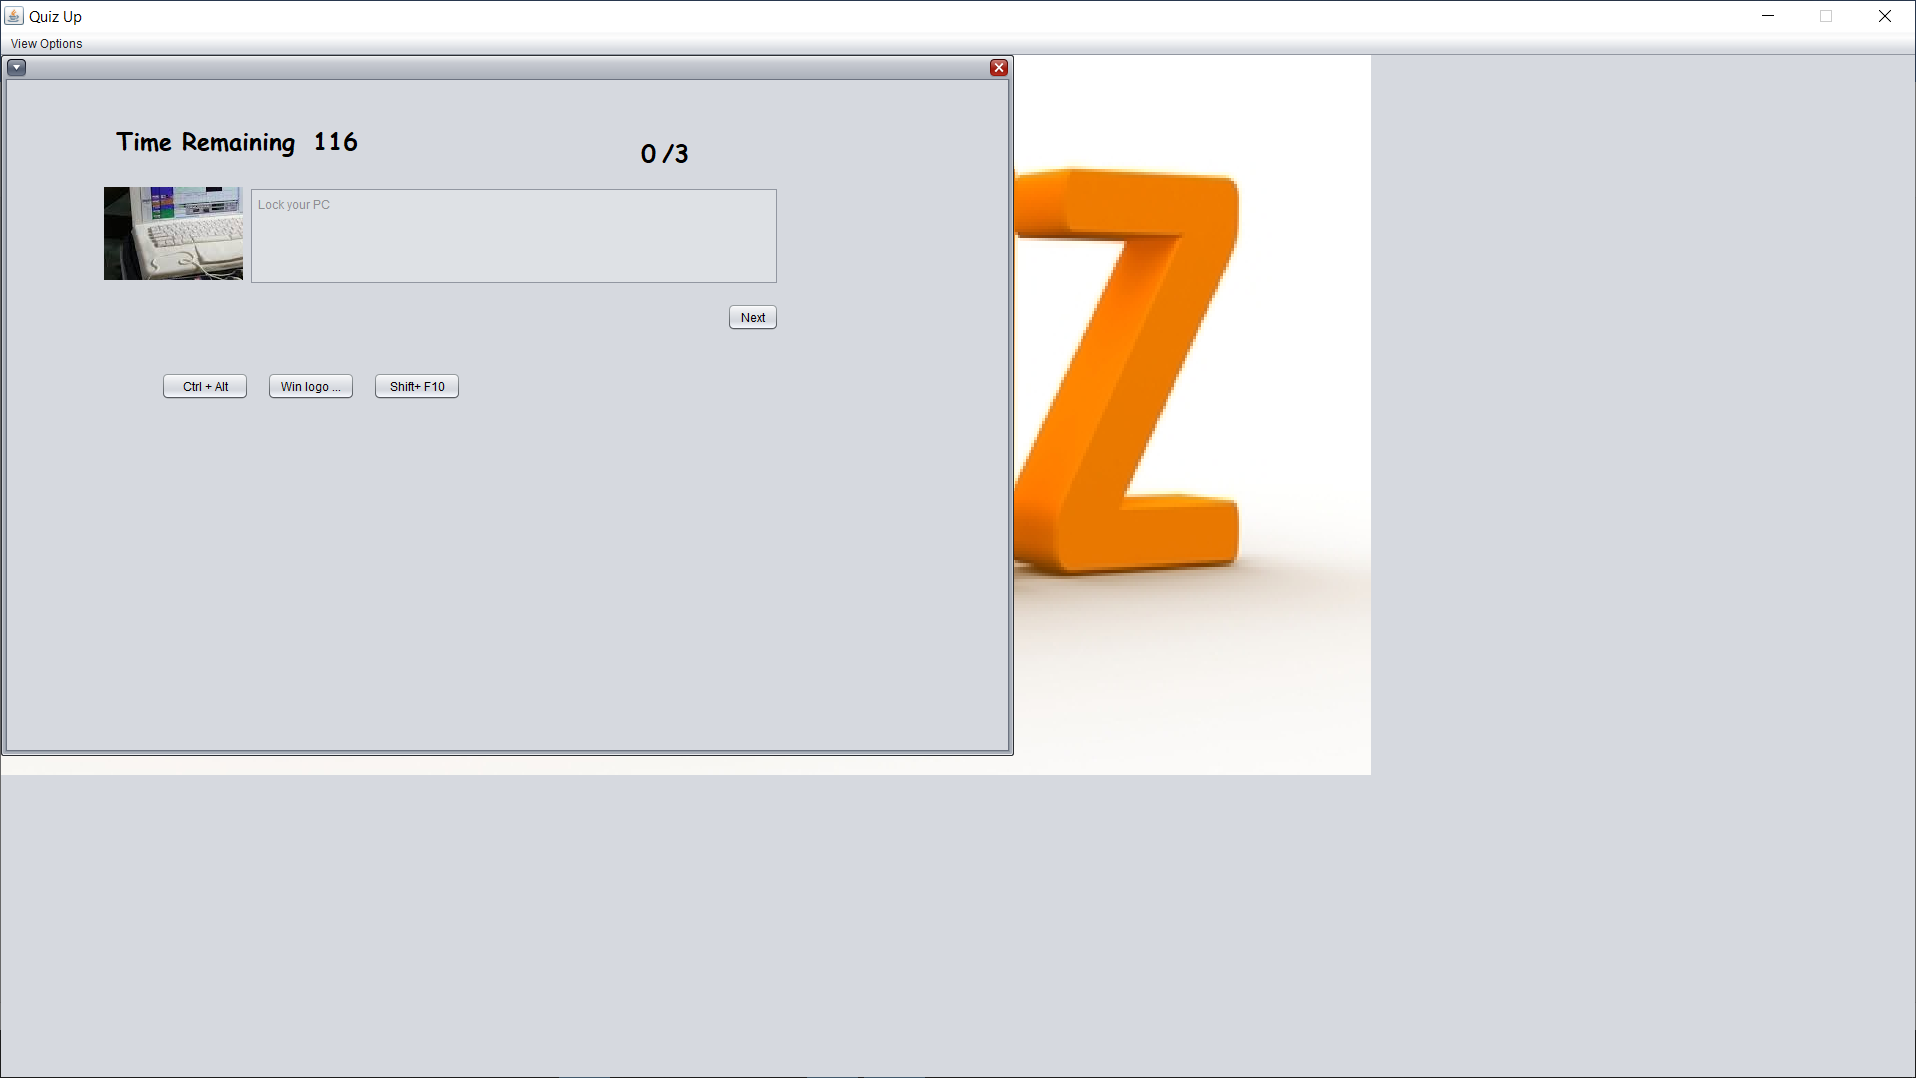 Quiz Up
View Options
Time Remaining 116
0 /3
Lock your PC
Next
Ctrl + Alt
Win logo ...
Shift+ F10
Z